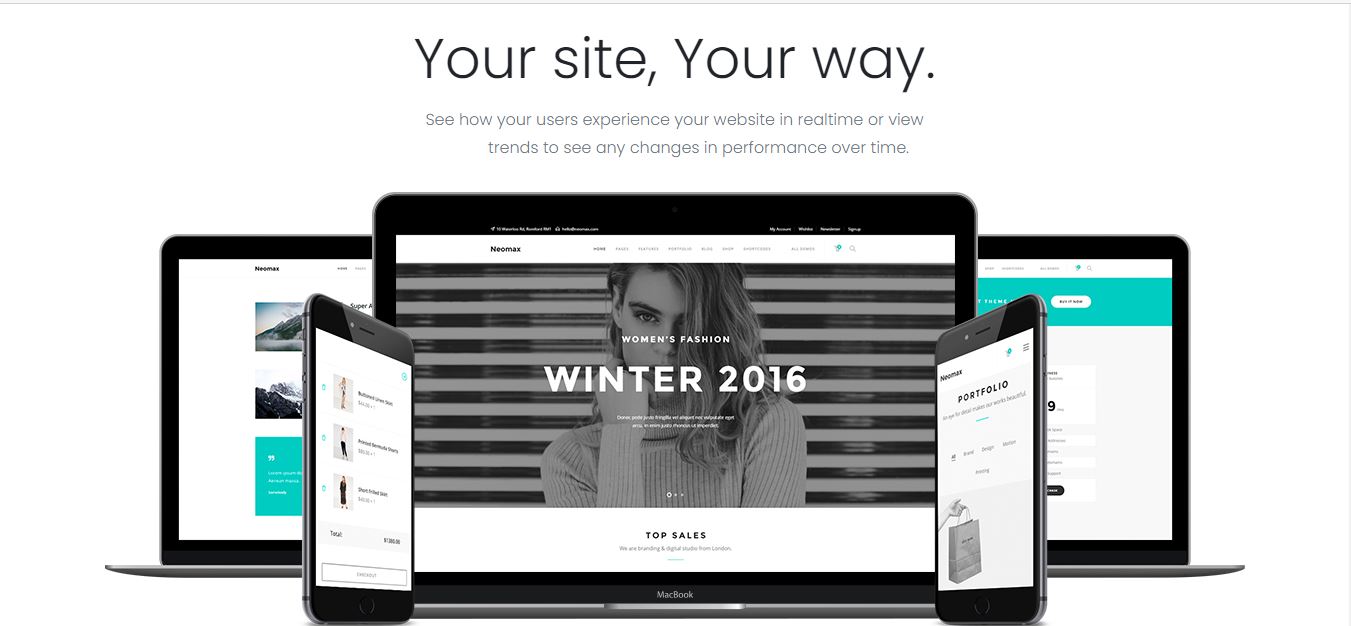 Your site, Your way.
See how your users experience your website in realtime or view
trends to see any changes in performance over time.
10 Waterloo Rd, Romford RM1 hello@neomax.com My Account Wishlist Newsletter Signup
Neomax HOME PAGES FEATURES PORTFOLIO BLOG SHOP SHORTCODES ALL DEMOS
WOMEN'S FASHION
WINTER 2016
Donec pede justo fringilla vel aliquet nec vulputate eget
arcu, in enim justo rhoncus ut imperdiet.
TOP SALES
We are branding & digital studio from London.
MacBook
Neomax HOME PAGES
Super A
Lorem ipsum do
Aenean massa.
Somebody
Buttoned Linen Skirt
Printed Bermuda Shorts
Short Frilled Skirt
Total:
$1380.00
CHECKOUT
SHOP SHORTCODES ALL DEMOS
BUY IT NOW
9
Neomax
PORTFOLIO
An eye for detail makes our works beautiful.
All Brand Design Motion
Printing